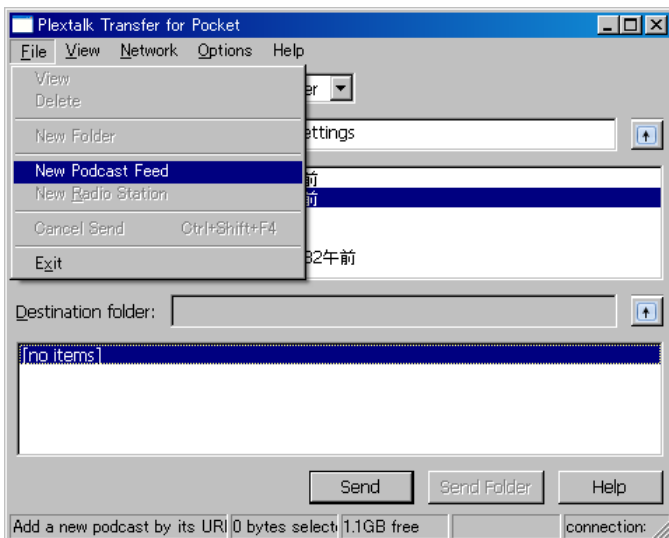 Plextalk Transfer for Pocket
File View Network Options Help
View
Delete
New Folder
New Podcast Feed
New Radio Station
Cancel Send Ctrl+Shift+F4
Exit
er
ettings
前
前
32午前
Destination folder:
[no items]
Send Send Folder Help
Add a new podcast by its URI 0 bytes select 1.1GB free connection: